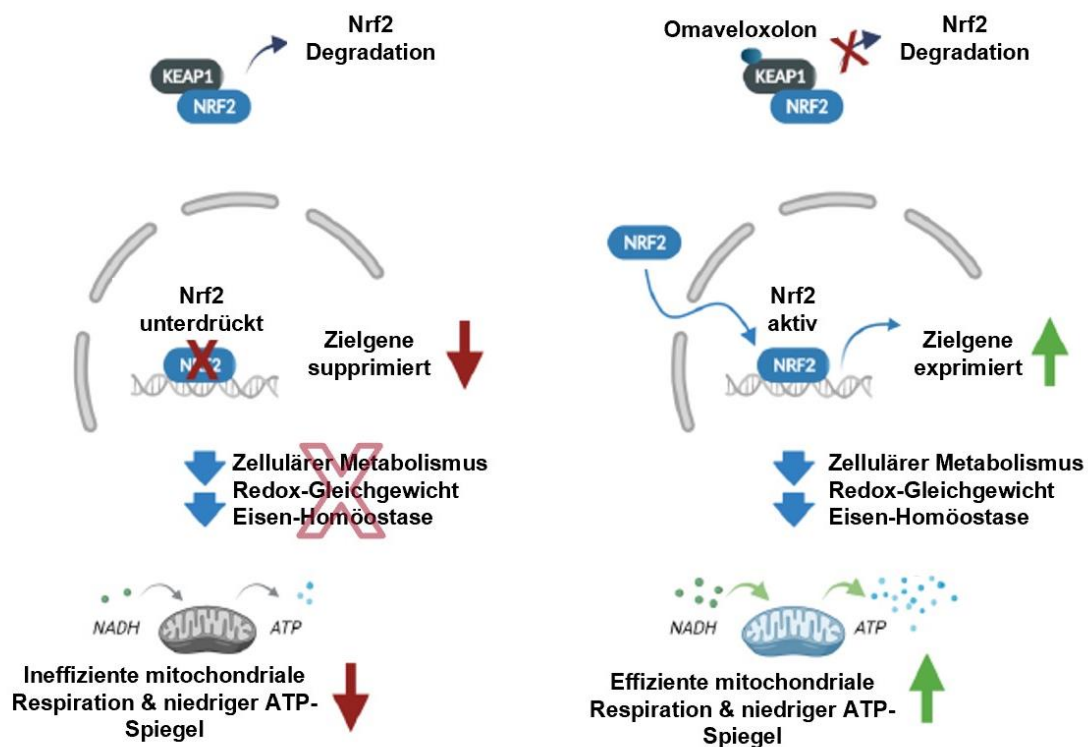 Nrf2
Degradation
KEAP1
NRF2
Nrf2
unterdrückt
NRF2
Zielgene
supprimiert
Zellulärer Metabolismus
Redox-Gleichgewicht
Eisen-Homöostase
NADH
ATP
Ineffiziente mitochondriale
Respiration & niedriger ATP-
Spiegel
Omaveloxolon
Nrf2
Degradation
KEAP1
NRF2
NRF2
Nrf2
aktiv
NRF2
Zielgene
exprimiert
Zellulärer Metabolismus
Redox-Gleichgewicht
Eisen-Homöostase
NADH
ATP
Effiziente mitochondriale
Respiration & niedriger ATP-
Spiegel